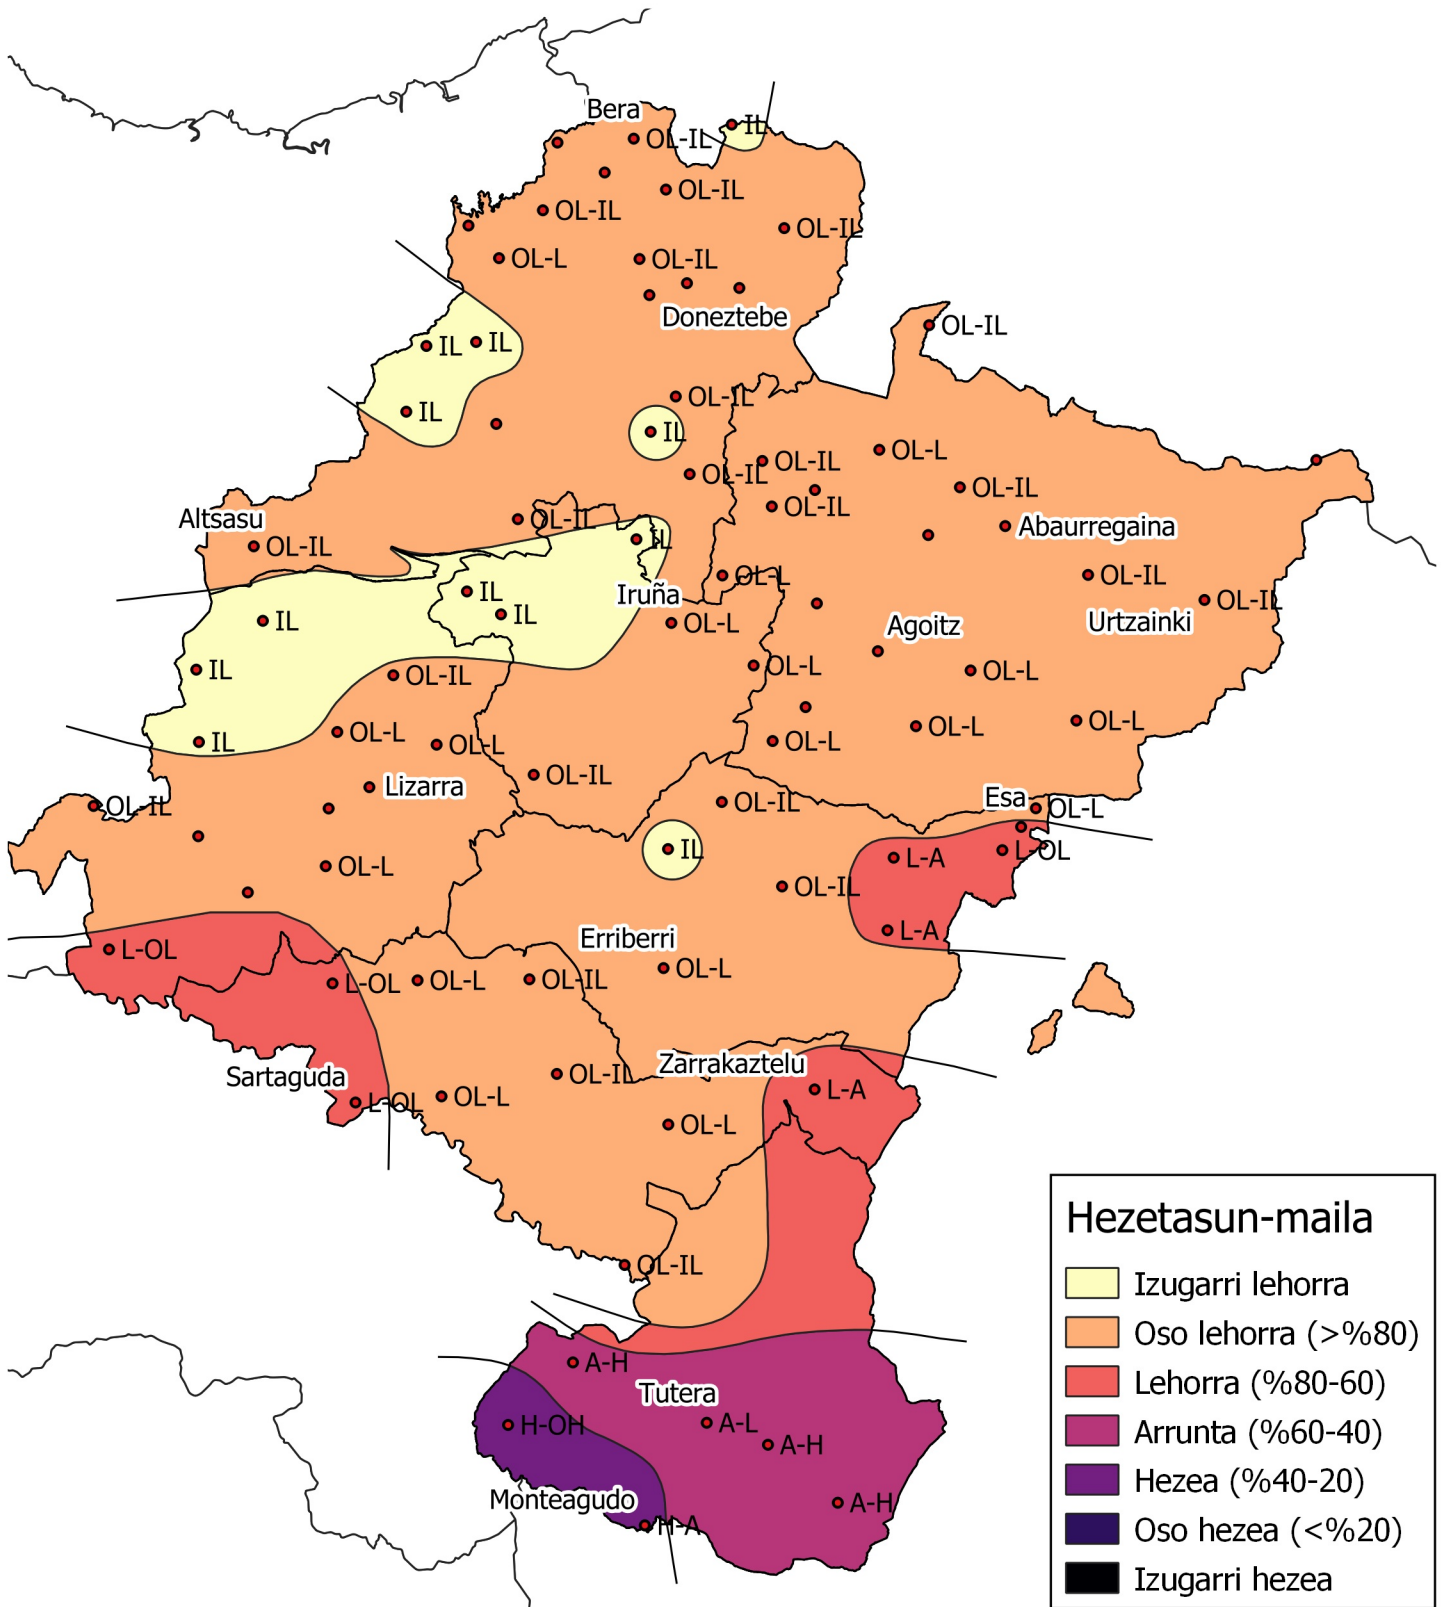 Bera
IL
OL-IL
OL-IL
OL-IL
OL-IL
OL-L
OL-IL
Doneztebe
OL-IL
IL
IL
OL-IL
IL
IL
OL-L
OL-IL
OL-IL
OL-IL
OL-IL
Altsasu
OL-IL
Abaurregaina
IL
OL-IL
OL-L
OL-IL
IL
Iruña
OL-IL
IL
IL
OL-L
Agoitz
Urtzainki
IL
OL-IL
OL-L
OL-L
OL-L
OL-L
OL-L
IL
OL-L
OL-L
OL-IL
Lizarra
OL-IL
OL-IL
Esa
OL-L
IL
L-A
L-OL
OL-L
OL-IL
L-A
Erriberri
L-OL
OL-L
L-OL
OL-L
OL-IL
Zarrakaztelu
Sartaguda
OL-IL
L-A
L-OL
OL-L
OL-L
OL-IL
A-H
Tutera
H-OH
A-L
A-H
Monteagudo
A-H
H-A
Hezetasun-maila
Izugarri lehorra
Oso lehorra (>%80)
Lehorra (%80-60)
Arrunta (%60-40)
Hezea (%40-20)
Oso hezea (<%20)
Izugarri hezea